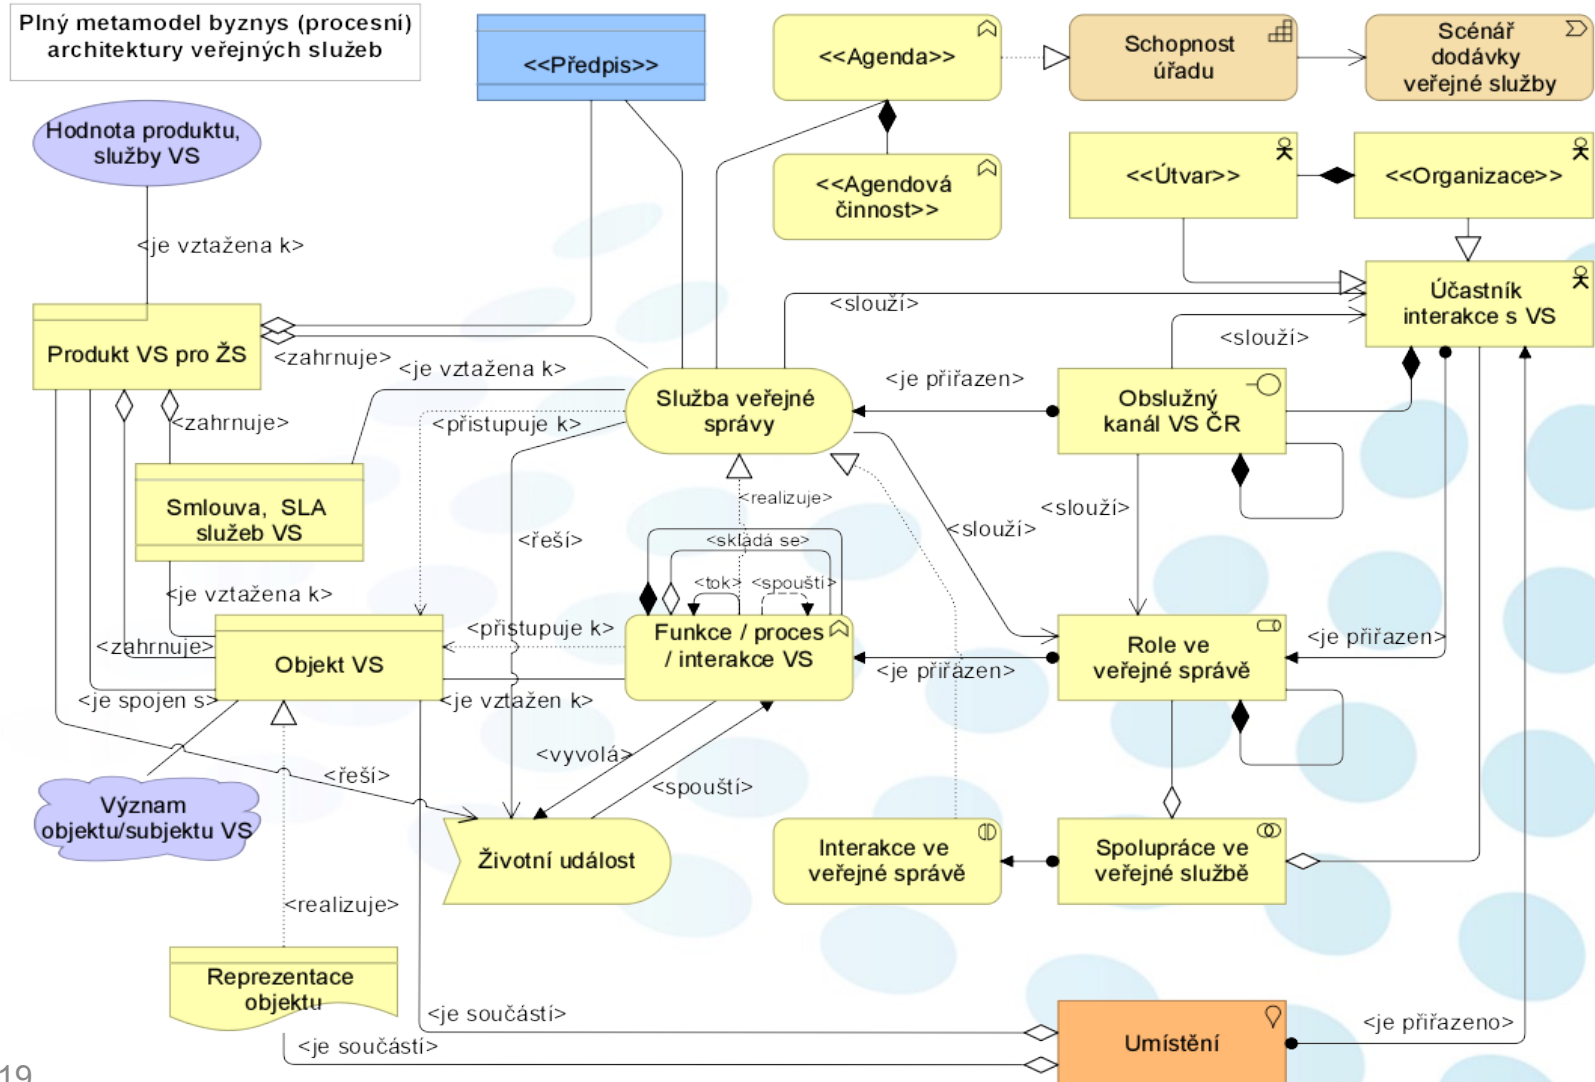 Plný metamodel byznys (procesní)
architektury veřejných služeb
<<Předpis>>
<<Agenda>>
Schopnost
úřadu
Scénář
dodávky
veřejné služby
Hodnota produktu,
služby VS
<<Agendová
činnost>>
<<Útvar>>
<<Organizace>>
<je vztažena k>
<slouží>
Účastník
interakce s VS
Produkt VS pro ŽS
<zahrnuje>
<je vztažena k>
<slouží>
<je přiřazen>
Služba veřejné
správy
Obslužný
kanál VS ČR
<zahrnuje>
<přistupuje k>
Smlouva, SLA
služeb VS
<realizuje>
<slouží>
<slouží>
<řeší>
<skládá se>
<tok>
<spouští>
<je vztažena k>
<přistupuje k>
Funkce / proces
/ interakce VS
Role ve
veřejné správě
<je přiřazen>
<zahrnuje>
Objekt VS
<je přiřazen>
<je spojen s>
<je vztažen k>
<vyvolá>
<řeší>
<spouští>
Význam
objektu/subjektu VS
Životní událost
Interakce ve
veřejné správě
Spolupráce ve
veřejné službě
<realizuje>
Reprezentace
objektu
<je součástí>
<je přiřazeno>
<je součástí>
Umístění
19